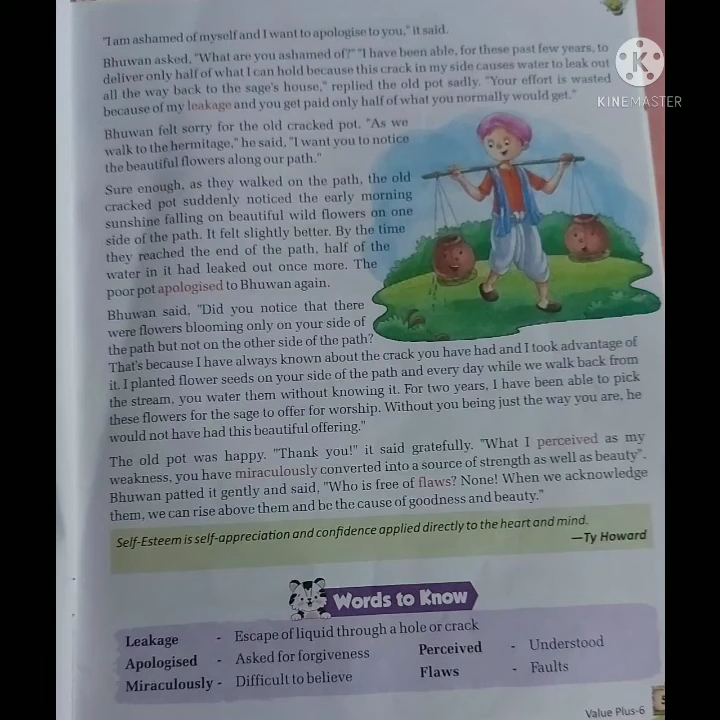 "I am ashamed of myself and I want to apologise to you," it said.
Bhuwan asked, "What are you ashamed of?" "I have been able, for these past few years, to
deliver only half of what I can hold because this crack in my side causes water to leak out
all the way back to the sage's house," replied the old pot sadly. "Your effort is wasted
because of my leakage and you get paid only half of what you normally would get."
KINEMASTER
Bhuwan felt sorry for the old cracked pot. "As we
walk to the hermitage," he said, "I want you to notice
the beautiful flowers along our path."
Sure enough, as they walked on the path, the old
cracked pot suddenly noticed the early morning
sunshine falling on beautiful wild flowers on one
side of the path. It felt slightly better. By the time
they reached the end of the path, half of the
water in it had leaked out once more. The
poor pot apologised to Bhuwan again.
Bhuwan said, "Did you notice that there
were flowers blooming only on your side of
the path but not on the other side of the path?
That's because I have always known about the crack you have had and I took advantage of
it. I planted flower seeds on your side of the path and every day while we walk back from
the stream, you water them without knowing it. For two years, I have been able to pick
these flowers for the sage to offer for worship. Without you being just the way you are, he
would not have had this beautiful offering."
The old pot was happy. "Thank you!" it said gratefully. "What I perceived as my
weakness, you have miraculously converted into a source of strength as well as beauty".
Bhuwan patted it gently and said, "Who is free of flaws? None! When we acknowledge
them, we can rise above them and be the cause of goodness and beauty."
Self-Esteem is self-appreciation and confidence applied directly to the heart and mind.
—Ty Howard
Words to Know
Leakage - Escape of liquid through a hole or crack
Apologised - Asked for forgiveness Perceived - Understood
Miraculously - Difficult to believe Flaws - Faults
Value Plus-6